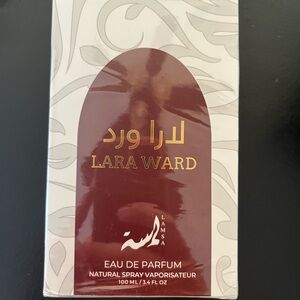 لارا ورد
LARA WARD
لمسة
LAMSA
EAU DE PARFUM
NATURAL SPRAY VAPORISATEUR
100 ML / 3.4 FL OZ